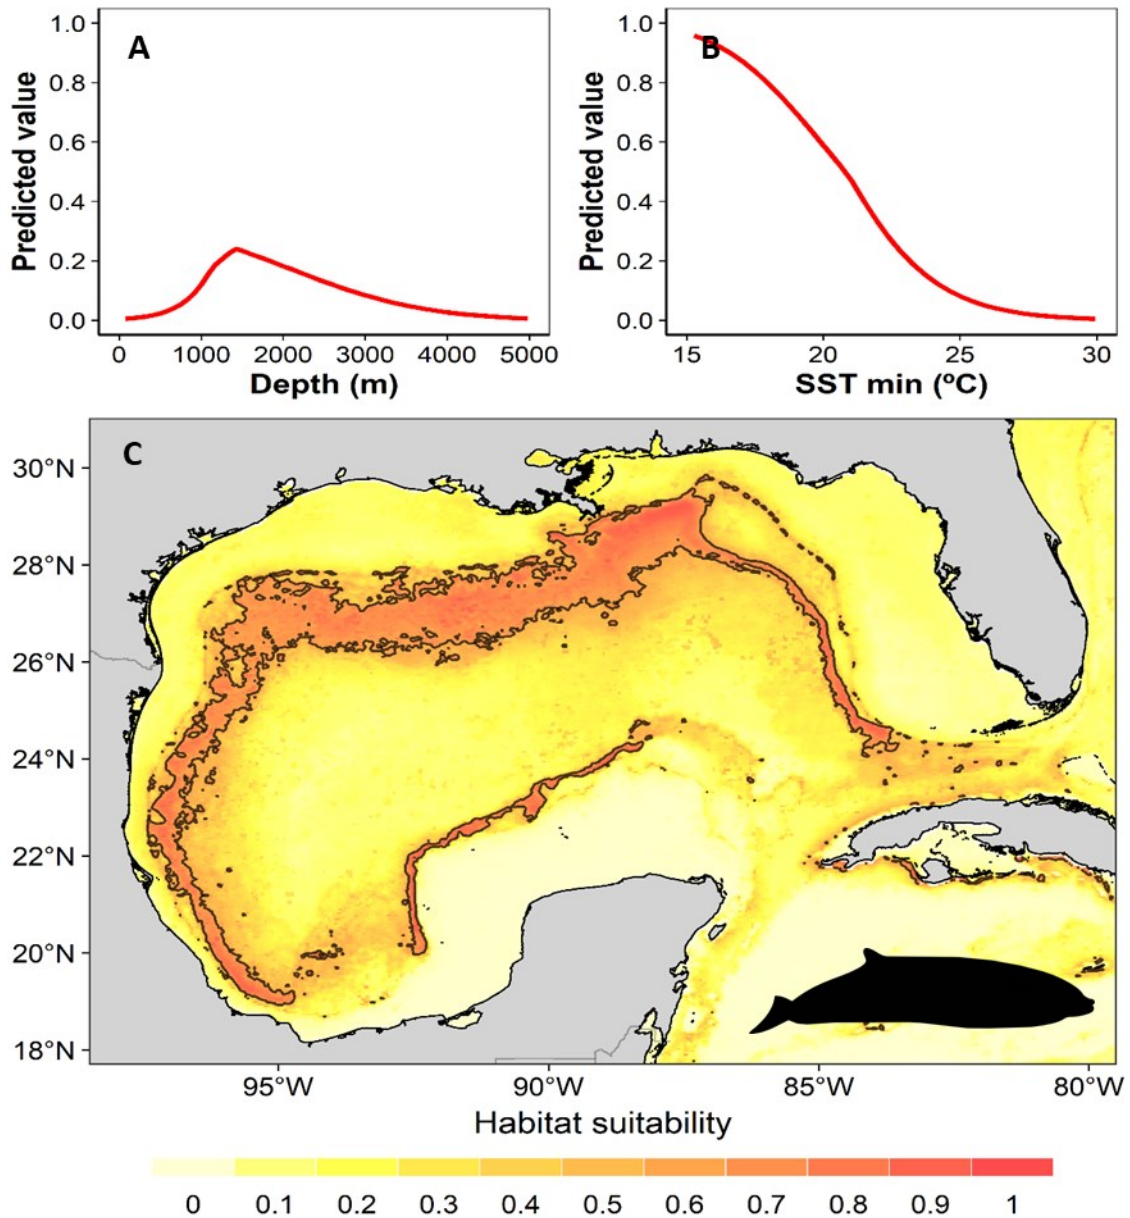 A
Predicted value
1.0
0.8
0.6
0.4
0.2
0.0
0 1000 2000 3000 4000 5000
Depth (m)
B
Predicted value
1.0
0.8
0.6
0.4
0.2
0.0
15 20 25 30
SST min (ºC)
C
30°N
28°N
26°N
24°N
22°N
20°N
18°N
95°W 90°W 85°W 80°W
Habitat suitability
0 0.1 0.2 0.3 0.4 0.5 0.6 0.7 0.8 0.9 1